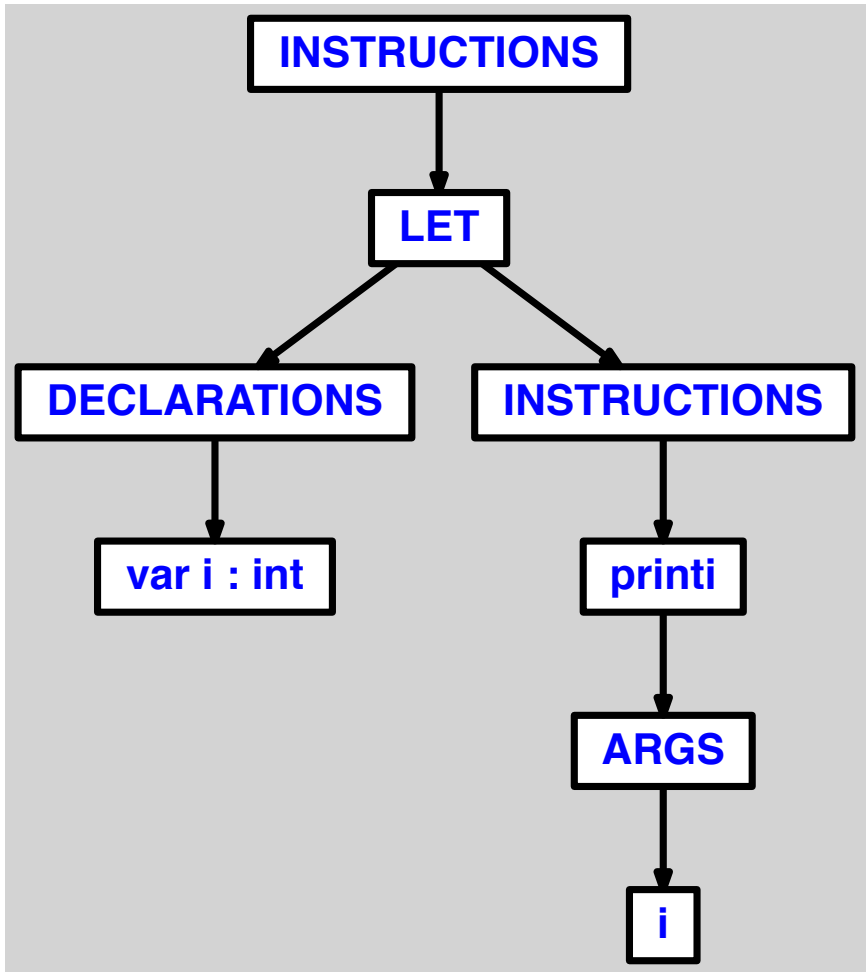 INSTRUCTIONS
LET
DECLARATIONS
INSTRUCTIONS
var i : int
printi
ARGS
i